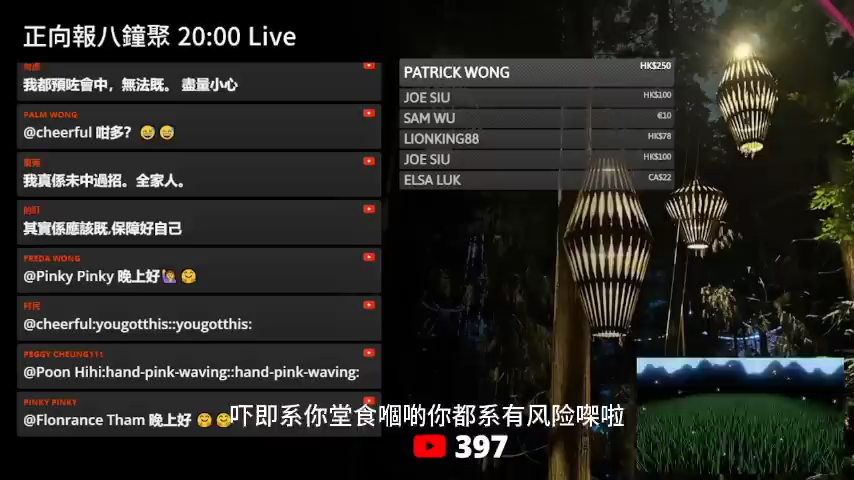 正向報八鐘聚 20:00 Live
我都預咗會中，無法既。 盡量小心
PALM WONG
@cheerful 咁多？ 😅 😅
我真係未中過招。全家人。
其實係應該既,保障好自己
FREDA WONG
@Pinky Pinky 晚上好🙋‍♀️ 🤗
村民
@cheerful:yougotthis::yougotthis:
PEGGY CHEUNG111
@Poon Hihi:hand-pink-waving::hand-pink-waving:
PINKY PINKY
@Flonrance Tham 晚上好 🤗 🤗
PATRICK WONG HK$250
JOE SIU HK$100
SAM WU €10
LIONKING88 HK$78
JOE SIU HK$100
ELSA LUK CA$22
吓即系你堂食嗰啲你都系有风险㗎啦
397